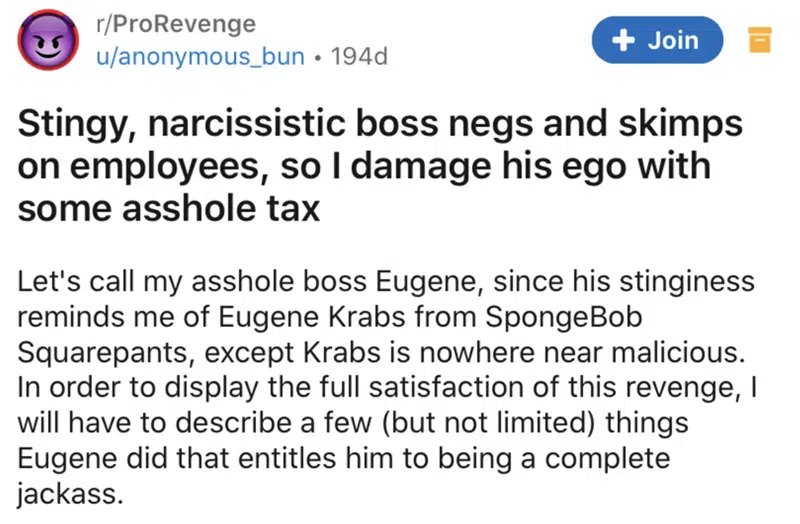 r/ProRevenge
u/anonymous_bun • 194d
+ Join
Stingy, narcissistic boss negs and skimps
on employees, so I damage his ego with
some asshole tax
Let's call my asshole boss Eugene, since his stinginess
reminds me of Eugene Krabs from SpongeBob
Squarepants, except Krabs is nowhere near malicious.
In order to display the full satisfaction of this revenge, I
will have to describe a few (but not limited) things
Eugene did that entitles him to being a complete
jackass.